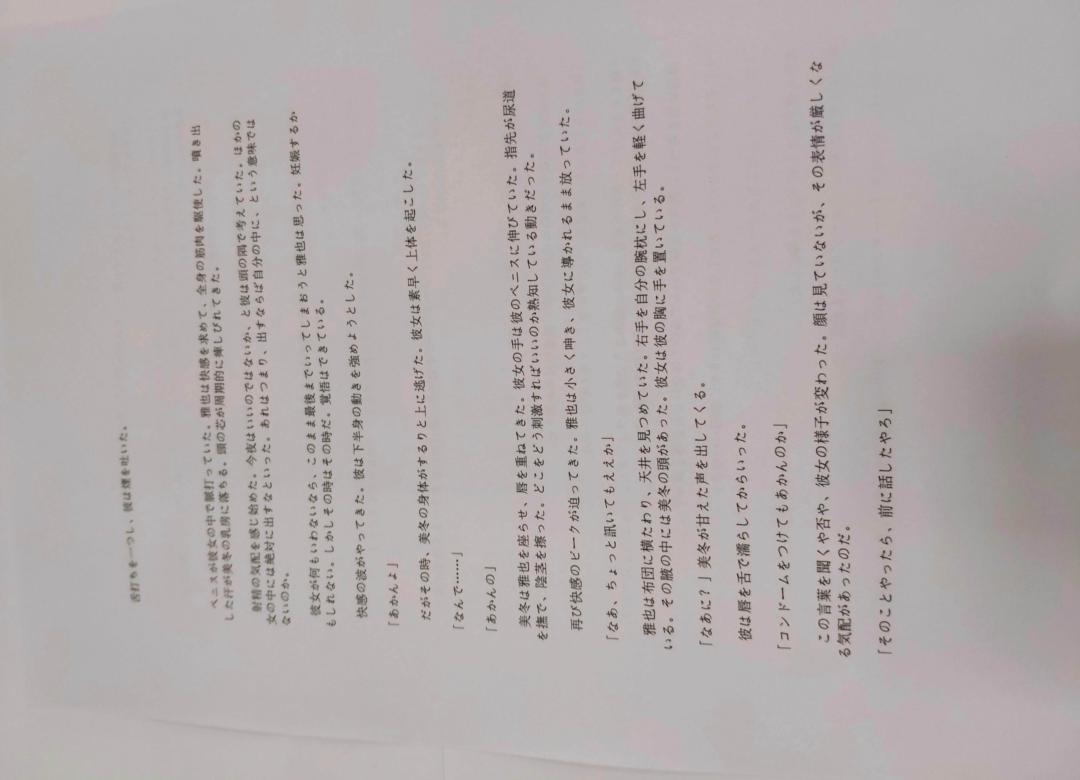 舌打ちを一つし、彼は煙を吐いた。
ペニスが彼女の中で脈打っていた。雅也は快感を求めて、全身の筋肉を駆使した。噴き出
した汗が美冬の乳房に落ちる。頭の芯が周期的に痺しびれてきた。
射精の気配を感じ始めた。今夜はいいのではないか、と彼は頭の隅で考えていた。ほかの
女の中には絶対に出すなといった。あれはつまり、出すならば自分の中に、という意味では
ないのか。
彼女が何もいわないなら、このまま最後までいってしまおうと雅也は思った。妊娠するか
もしれない。しかしその時はその時だ。覚悟はできている。
快感の波がやってきた。彼は下半身の動きを強めようとした。
「あかんよ」
だがその時、美冬の身体がするりと上に逃げた。彼女は素早く上体を起こした。
「なんで……」
「あかんの」
美冬は雅也を座らせ、唇を重ねてきた。彼女の手は彼のペニスに伸びていた。指先が尿道
を撫で、陰茎を擦った。どこをどう刺激すればいいのか熟知している動きだった。
再び快感のピークが迫ってきた。雅也は小さく呻き、彼女に導かれるまま放っていた。
「なあ、ちょっと訊いてもええか」
雅也は布団に横たわり、天井を見つめていた。右手を自分の腕枕にし、左手を軽く曲げて
いる。その腋の中には美冬の頭があった。彼女は彼の胸に手を置いている。
「なあに？」美冬が甘えた声を出してくる。
彼は唇を舌で濡らしてからいった。
「コンドームをつけてもあかんのか」
この言葉を聞くや否や、彼女の様子が変わった。顔は見ていないが、その表情が厳しくな
る気配があったのだ。
「そのことやったら、前に話したやろ」